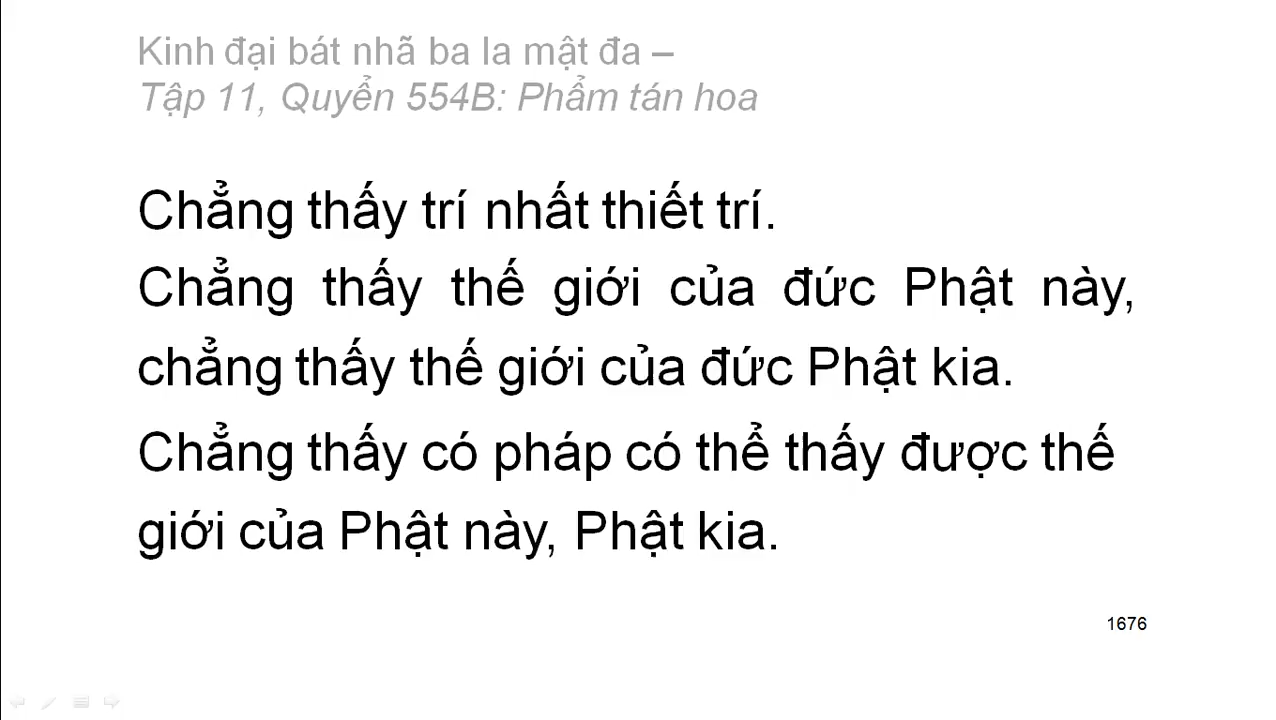 Kinh đại bát nhã ba la mật đa –
Tập 11, Quyển 554B: Phẩm tán hoa
Chẳng thấy trí nhất thiết trí.
Chẳng thấy thế giới của đức Phật này,
chẳng thấy thế giới của đức Phật kia.
Chẳng thấy có pháp có thể thấy được thế
giới của Phật này, Phật kia.
1676